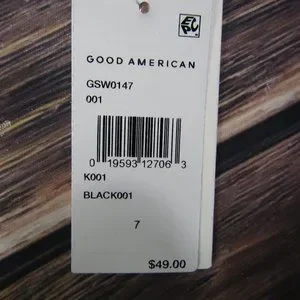 GOOD AMERICAN
GSW0147
001
0 19593 12706 3
K001
BLACK001
7
$49.00